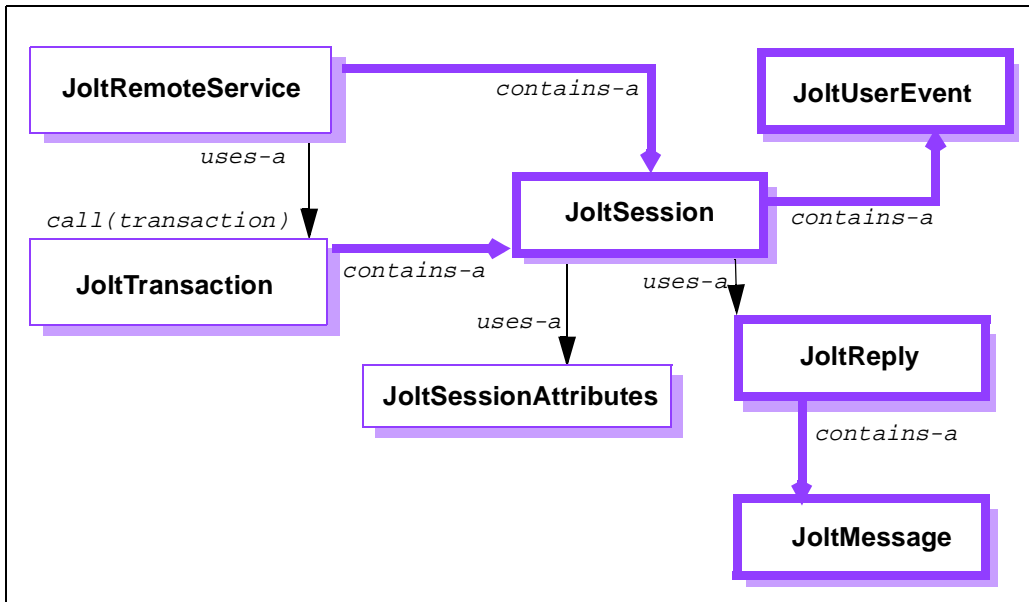 JoltRemoteService
contains-a
JoltUserEvent
uses-a
JoltSession
call(transaction)
contains-a
JoltTransaction
contains-a
uses-a
uses-a
JoltReply
JoltSessionAttributes
contains-a
JoltMessage